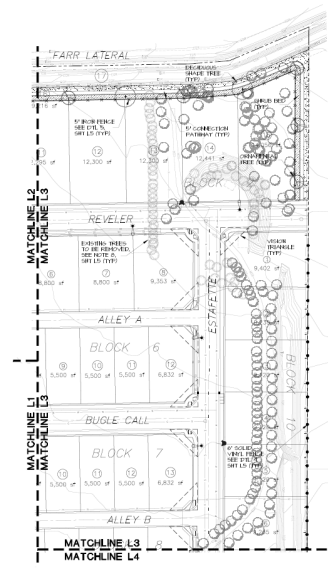 FARR LATERAL
17
DECIDUOUS
SHADE TREE
(TYP)
5' IRON FENCE
SEE DTL 5,
SHT L5 (TYP)
5' CONNECTION
PATHWAY (TYP)
SHRUB BED
(TYP)
ORNAMENTAL
TREE (TYP)
12
12,300 sf
13
12,300 sf
14
12,441 sf
MATCHLINE L2
MATCHLINE L3
REVELER
EXISTING TREES
TO BE REMOVED,
SEE NOTE 8,
SHT L5 (TYP)
VISION
TRIANGLE
(TYP)
9,402 sf
6
8,800 sf
7
8,800 sf
8
9,353 sf
ESTAFETTE
ALLEY A
BLOCK 6
9
5,500 sf
10
5,500 sf
11
5,500 sf
12
6,832 sf
BLOCK 10
MATCHLINE L1
MATCHLINE L3
BUGLE CALL
BLOCK 7
10
5,500 sf
11
5,500 sf
12
5,500 sf
13
6,832 sf
6' SOLID
VINYL FENCE
SEE DTL 4,
SHT L5 (TYP)
ALLEY B
MATCHLINE L3
MATCHLINE L4
8